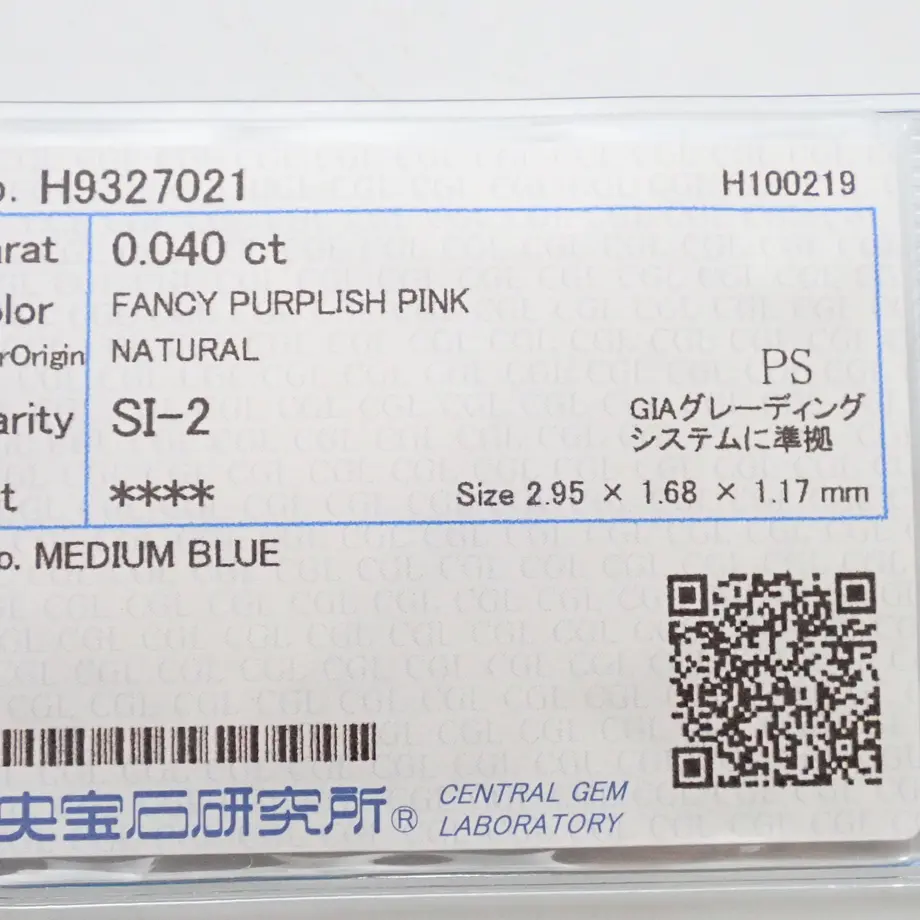 o. H9327021 H100219
arat 0.040 ct
olor FANCY PURPLISH PINK
rOrigin NATURAL
PS
arity SI-2 GIAグレーディング
システムに準拠
t **** Size 2.95 × 1.68 × 1.17 mm
o. MEDIUM BLUE
央宝石研究所® CENTRAL GEM
LABORATORY